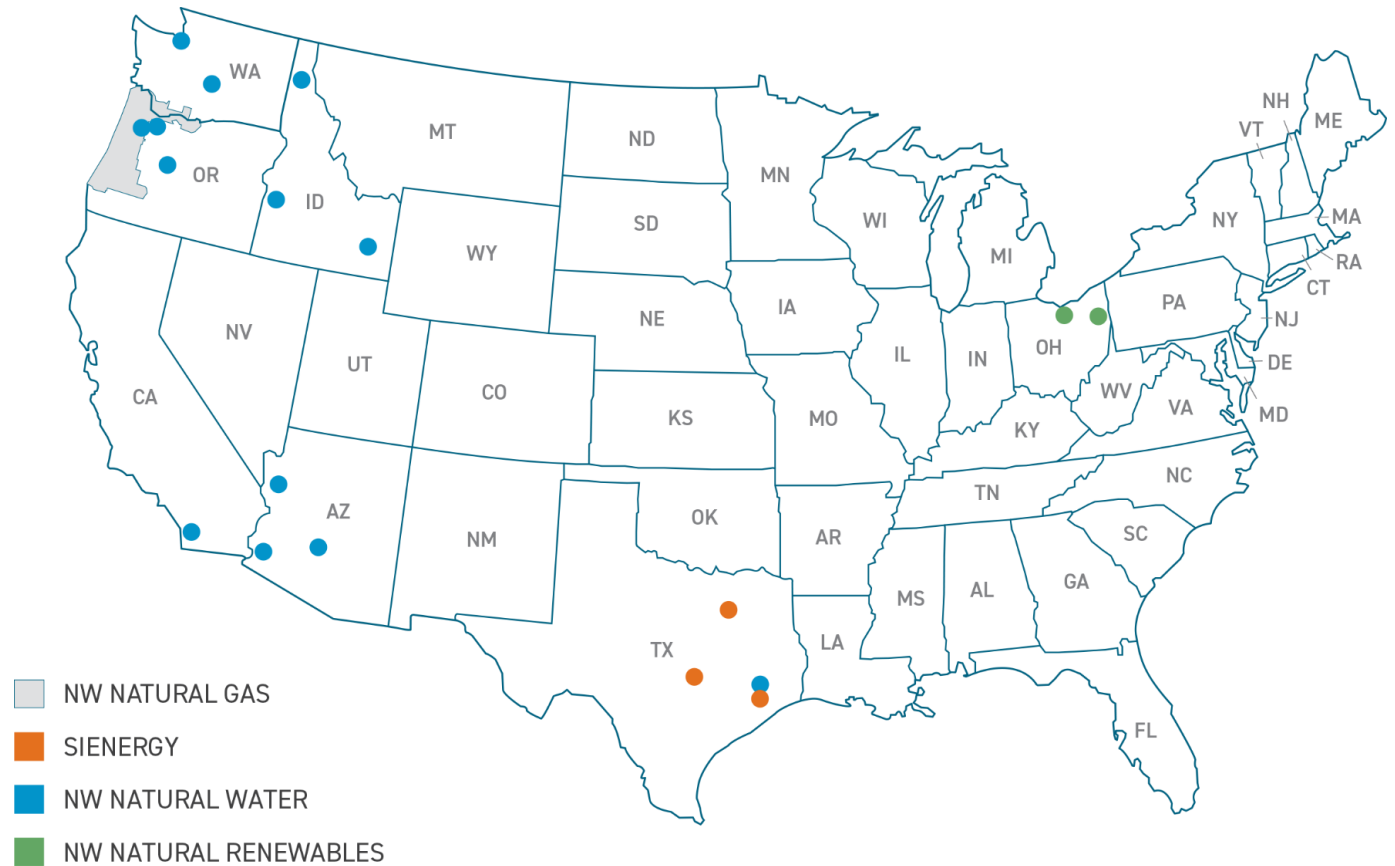 WA
MT
ND
MN
NH
VT
ME
OR
ID
SD
WI
NY
MA
WY
MI
RA
CT
NE
IA
PA
NJ
NV
UT
CO
IL
IN
OH
DE
CA
KS
MO
WV
VA
MD
KY
AZ
NM
OK
TN
NC
AR
SC
MS
AL
GA
TX
LA
FL
NW NATURAL GAS
SIENERGY
NW NATURAL WATER
NW NATURAL RENEWABLES